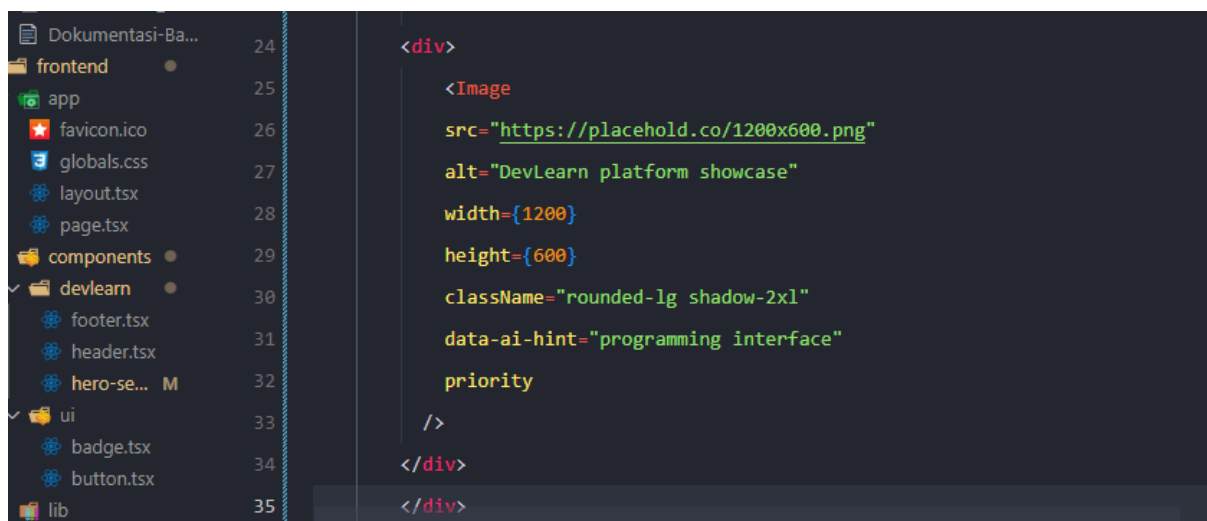 Dokumentasi-Ba...
frontend
app
favicon.ico
globals.css
layout.tsx
page.tsx
components
devlearn
footer.tsx
header.tsx
hero-se... M
ui
badge.tsx
button.tsx
lib
24 <div>
25 <Image
26 src="https://placehold.co/1200x600.png"
27 alt="DevLearn platform showcase"
28 width={1200}
29 height={600}
30 className="rounded-lg shadow-2xl"
31 data-ai-hint="programming interface"
32 priority
33 />
34 </div>
35 </div>